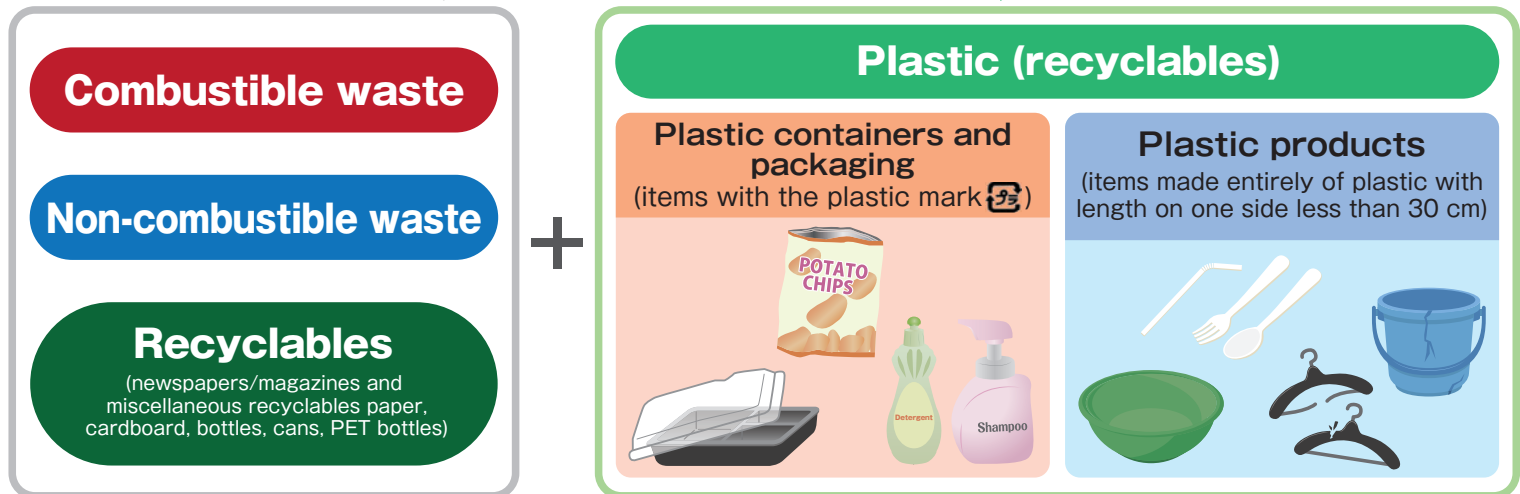 Combustible waste
Non-combustible waste
Recyclables
(newspapers/magazines and
miscellaneous recyclables paper,
cardboard, bottles, cans, PET bottles)
+
Plastic (recyclables)
Plastic containers and
packaging
(items with the plastic mark プラ)
POTATO
CHIPS
Detergent
Shampoo
Plastic products
(items made entirely of plastic with
length on one side less than 30 cm)